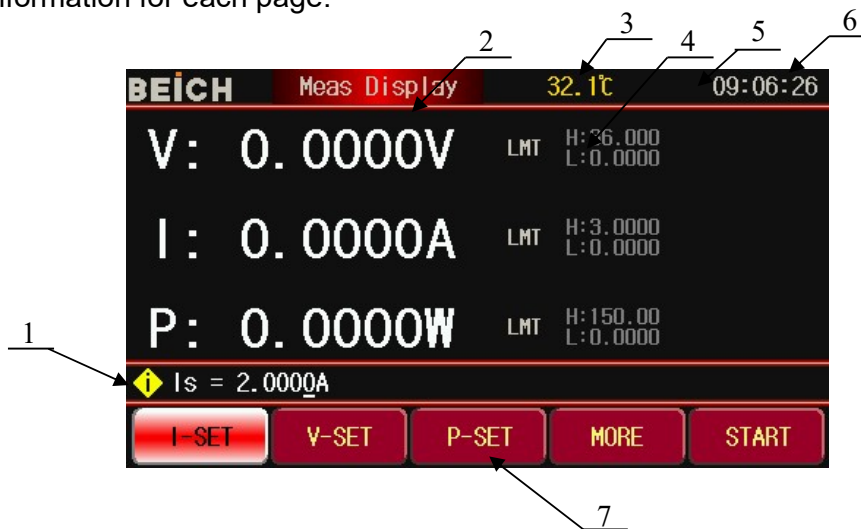 formation for each page.
2 3 4 5 6
BEICH Meas Display 32.1℃ 09:06:26
V: 0.0000V LMT H:36.000
L:0.0000
I: 0.0000A LMT H:3.0000
L:0.0000
P: 0.0000W LMT H:150.00
L:0.0000
1
Is = 2.0000A
I-SET V-SET P-SET MORE START
7